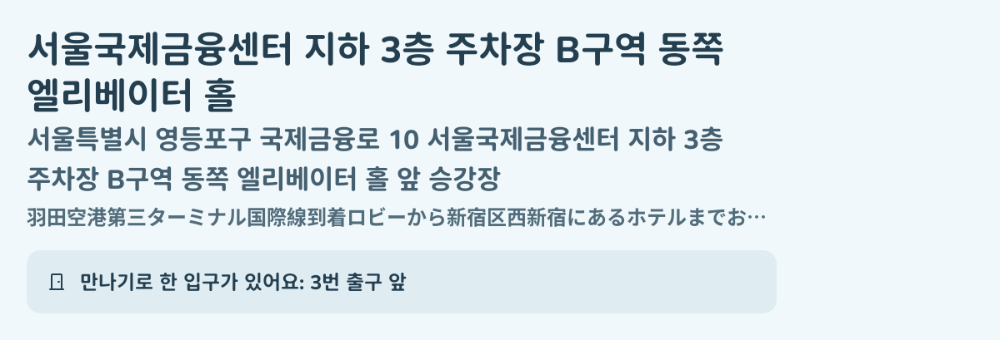 서울국제금융센터 지하 3층 주차장 B구역 동쪽
엘리베이터 홀
서울특별시 영등포구 국제금융로 10 서울국제금융센터 지하 3층
주차장 B구역 동쪽 엘리베이터 홀 앞 승강장
羽田空港第三ターミナル国際線到着ロビーから新宿区西新宿にあるホテルまでお…
만나기로 한 입구가 있어요: 3번 출구 앞